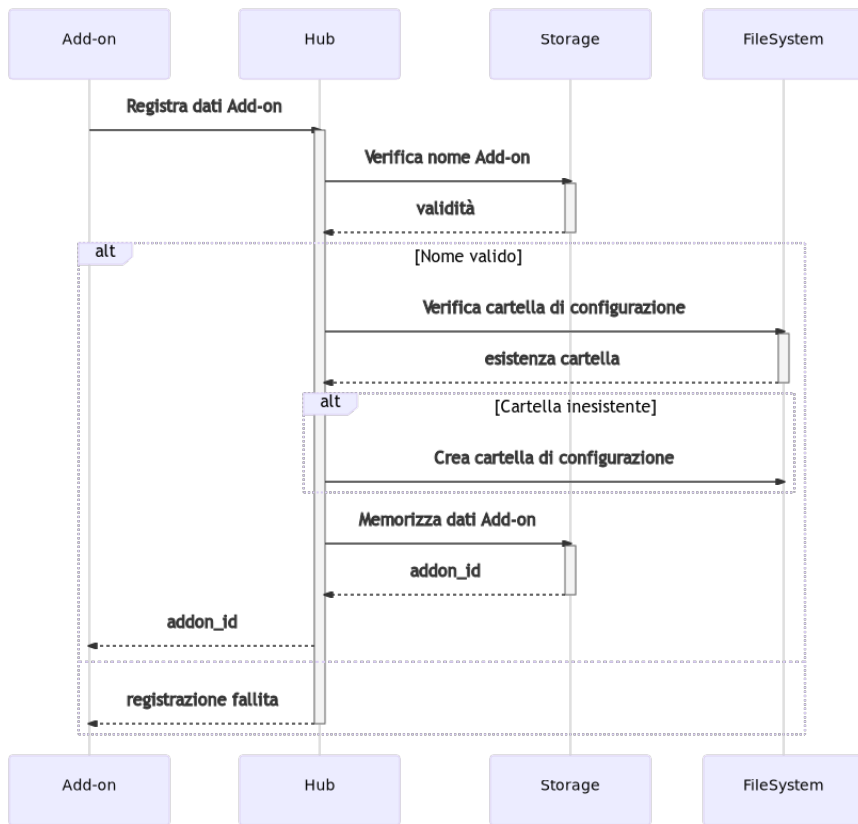 Add-on
Hub
Storage
FileSystem
Registra dati Add-on
Verifica nome Add-on
validità
alt
[Nome valido]
Verifica cartella di configurazione
esistenza cartella
alt
[Cartella inesistente]
Crea cartella di configurazione
Memorizza dati Add-on
addon_id
addon_id
registrazione fallita
Add-on
Hub
Storage
FileSystem